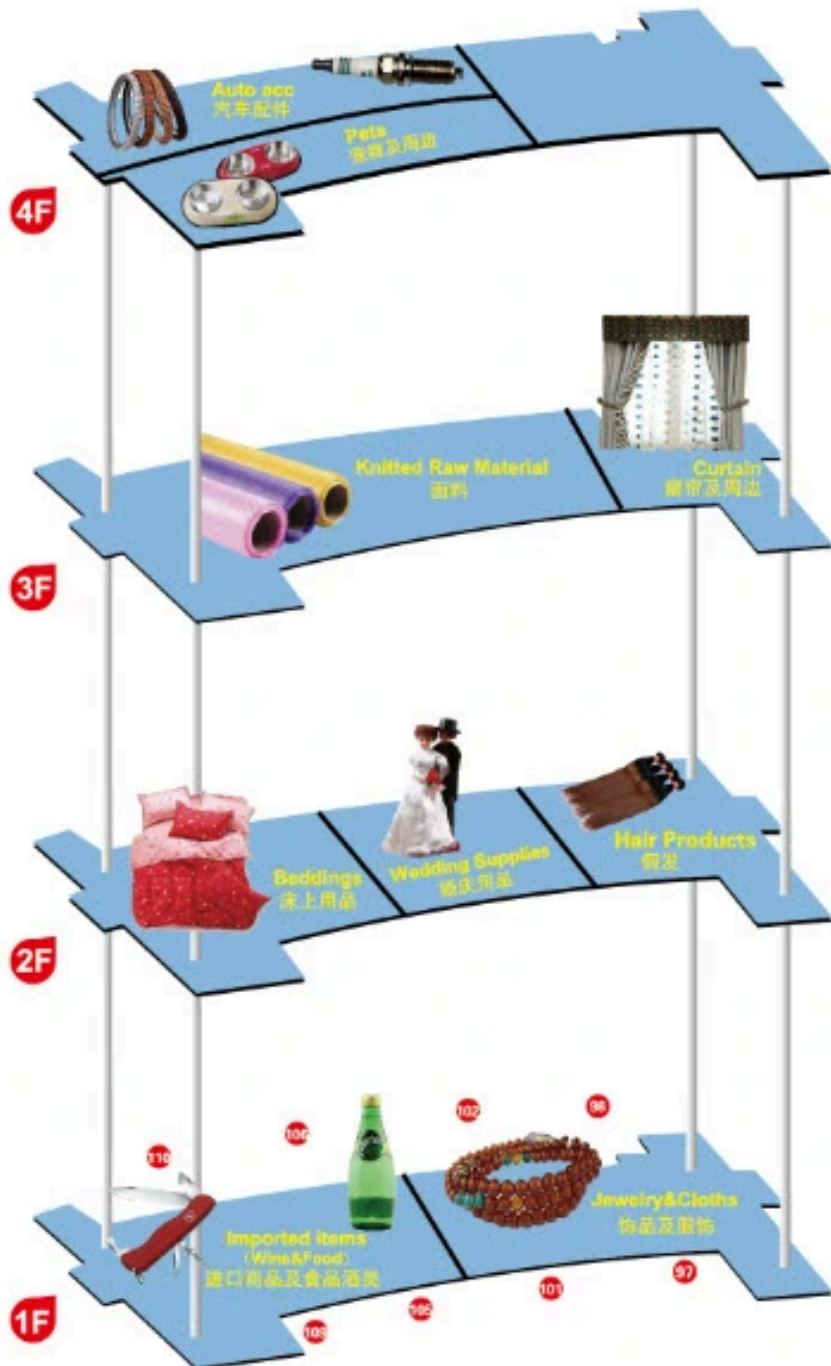 Auto acc
汽车配件
Pets
宠物及周边
4F
Knitted Raw Material
面料
Curtain
窗帘及周边
3F
Hair Products
假发
Wedding Supplies
婚庆用品
Beddings
床上用品
2F
98
102
106
110
Jewelry&Cloths
饰品及服饰
Imported items
(Wine&Food)
进口商品及食品酒类
97
101
105
109
1F